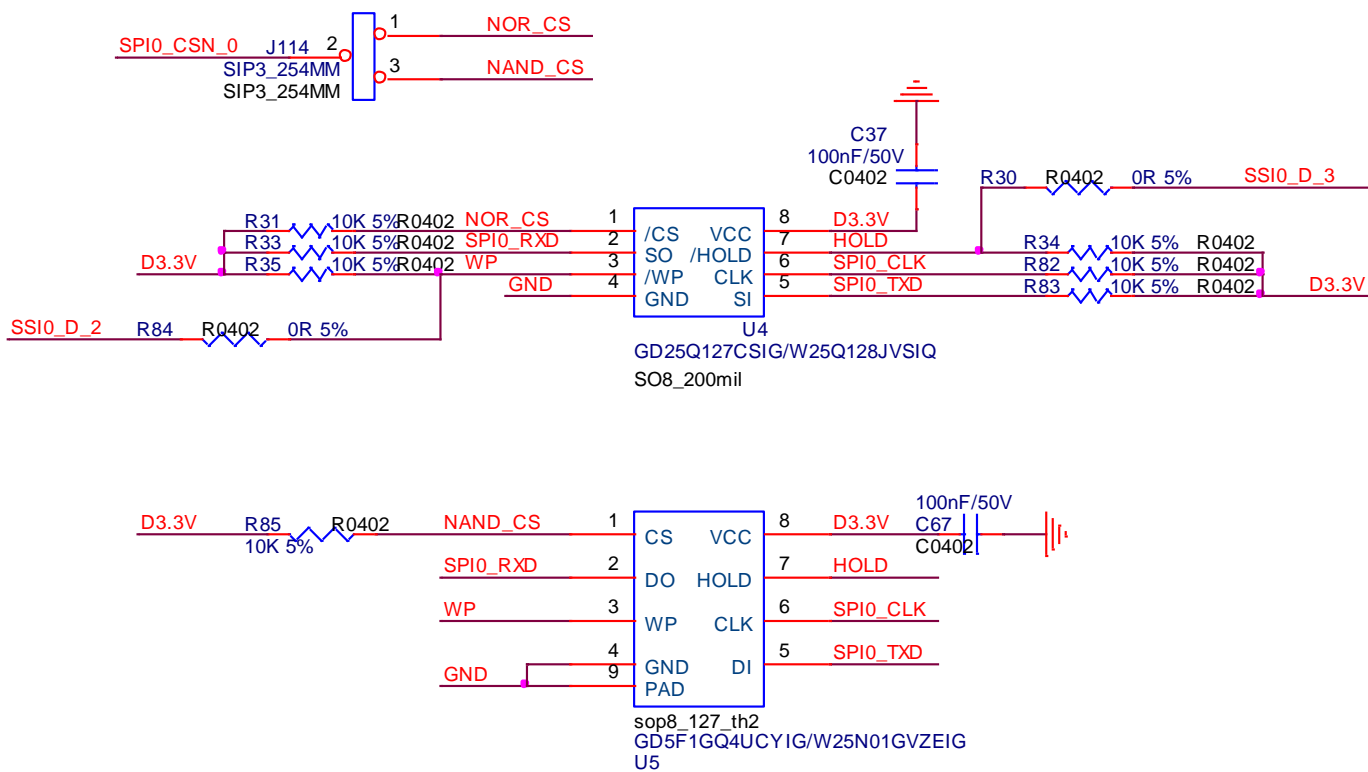 1 NOR_CS
SPI0_CSN_0 J114 2
SIP3_254MM 3 NAND_CS
SIP3_254MM
C37
100nF/50V
C0402 R30 R0402 0R 5% SSI0_D_3
R31 10K 5% R0402 NOR_CS 1 /CS VCC 8 D3.3V
R33 10K 5% R0402 SPI0_RXD 2 SO /HOLD 7 HOLD R34 10K 5% R0402
D3.3V R35 10K 5% R0402 WP 3 /WP CLK 6 SPI0_CLK R82 10K 5% R0402
GND 4 GND SI 5 SPI0_TXD R83 10K 5% R0402 D3.3V
SSI0_D_2 R84 R0402 0R 5% U4
GD25Q127CSIG/W25Q128JVSIQ
SO8_200mil
100nF/50V
D3.3V R85 R0402 NAND_CS 1 CS VCC 8 D3.3V C67
10K 5% C0402
SPI0_RXD 2 DO HOLD 7 HOLD
WP 3 WP CLK 6 SPI0_CLK
4 GND DI 5 SPI0_TXD
GND 9 PAD
sop8_127_th2
GD5F1GQ4UCYIG/W25N01GVZEIG
U5